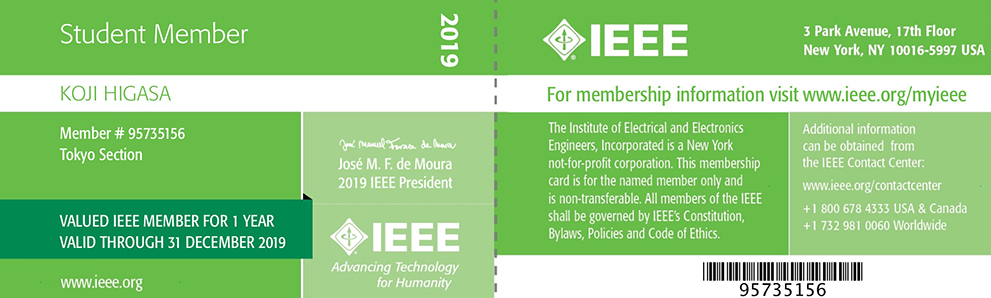 Student Member
2019
KOJI HIGASA
Member # 95735156
Tokyo Section
José Manuel Fonseca de Moura
José M. F. de Moura
2019 IEEE President
VALUED IEEE MEMBER FOR 1 YEAR
VALID THROUGH 31 DECEMBER 2019
IEEE
Advancing Technology
for Humanity
www.ieee.org
IEEE
3 Park Avenue, 17th Floor
New York, NY 10016-5997 USA
For membership information visit www.ieee.org/myieee
The Institute of Electrical and Electronics
Engineers, Incorporated is a New York
not-for-profit corporation. This membership
card is for the named member only and
is non-transferable. All members of the IEEE
shall be governed by IEEE's Constitution,
Bylaws, Policies and Code of Ethics.
Additional information
can be obtained from
the IEEE Contact Center:
www.ieee.org/contactcenter
+1 800 678 4333 USA & Canada
+1 732 981 0060 Worldwide
95735156